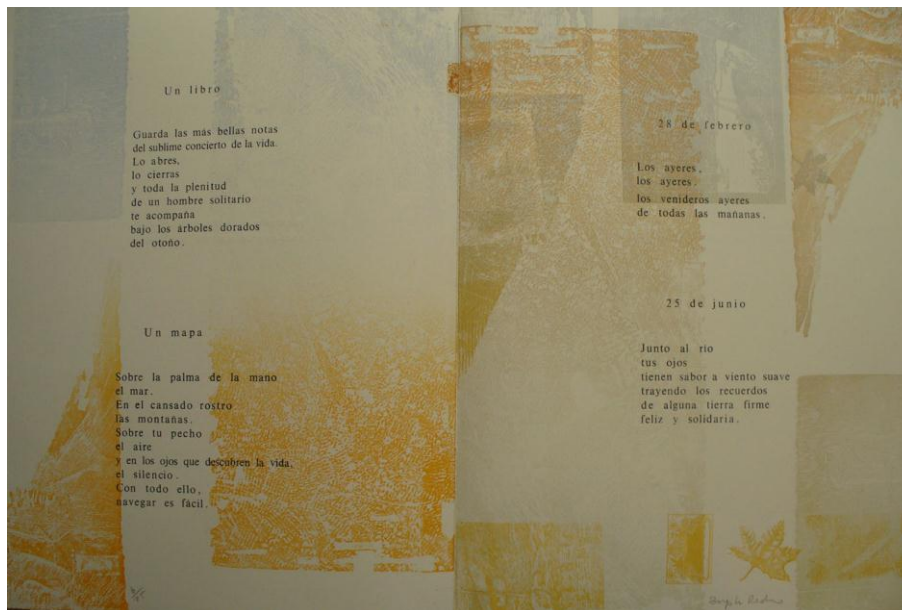 Un libro
Guarda las más bellas notas
del sublime concierto de la vida.
Lo abres,
lo cierras
y toda la plenitud
de un hombre solitario
te acompaña
bajo los árboles dorados
del otoño.
Un mapa
Sobre la palma de la mano
el mar.
En el cansado rostro
las montañas.
Sobre tu pecho
el aire
y en los ojos que descubren la vida,
el silencio.
Con todo ello,
navegar es fácil.
28 de febrero
Los ayeres,
los ayeres.
los venideros ayeres
de todas las mañanas.
25 de junio
Junto al río
tus ojos
tienen sabor a viento suave
trayendo los recuerdos
de alguna tierra firme
feliz y solidaria.